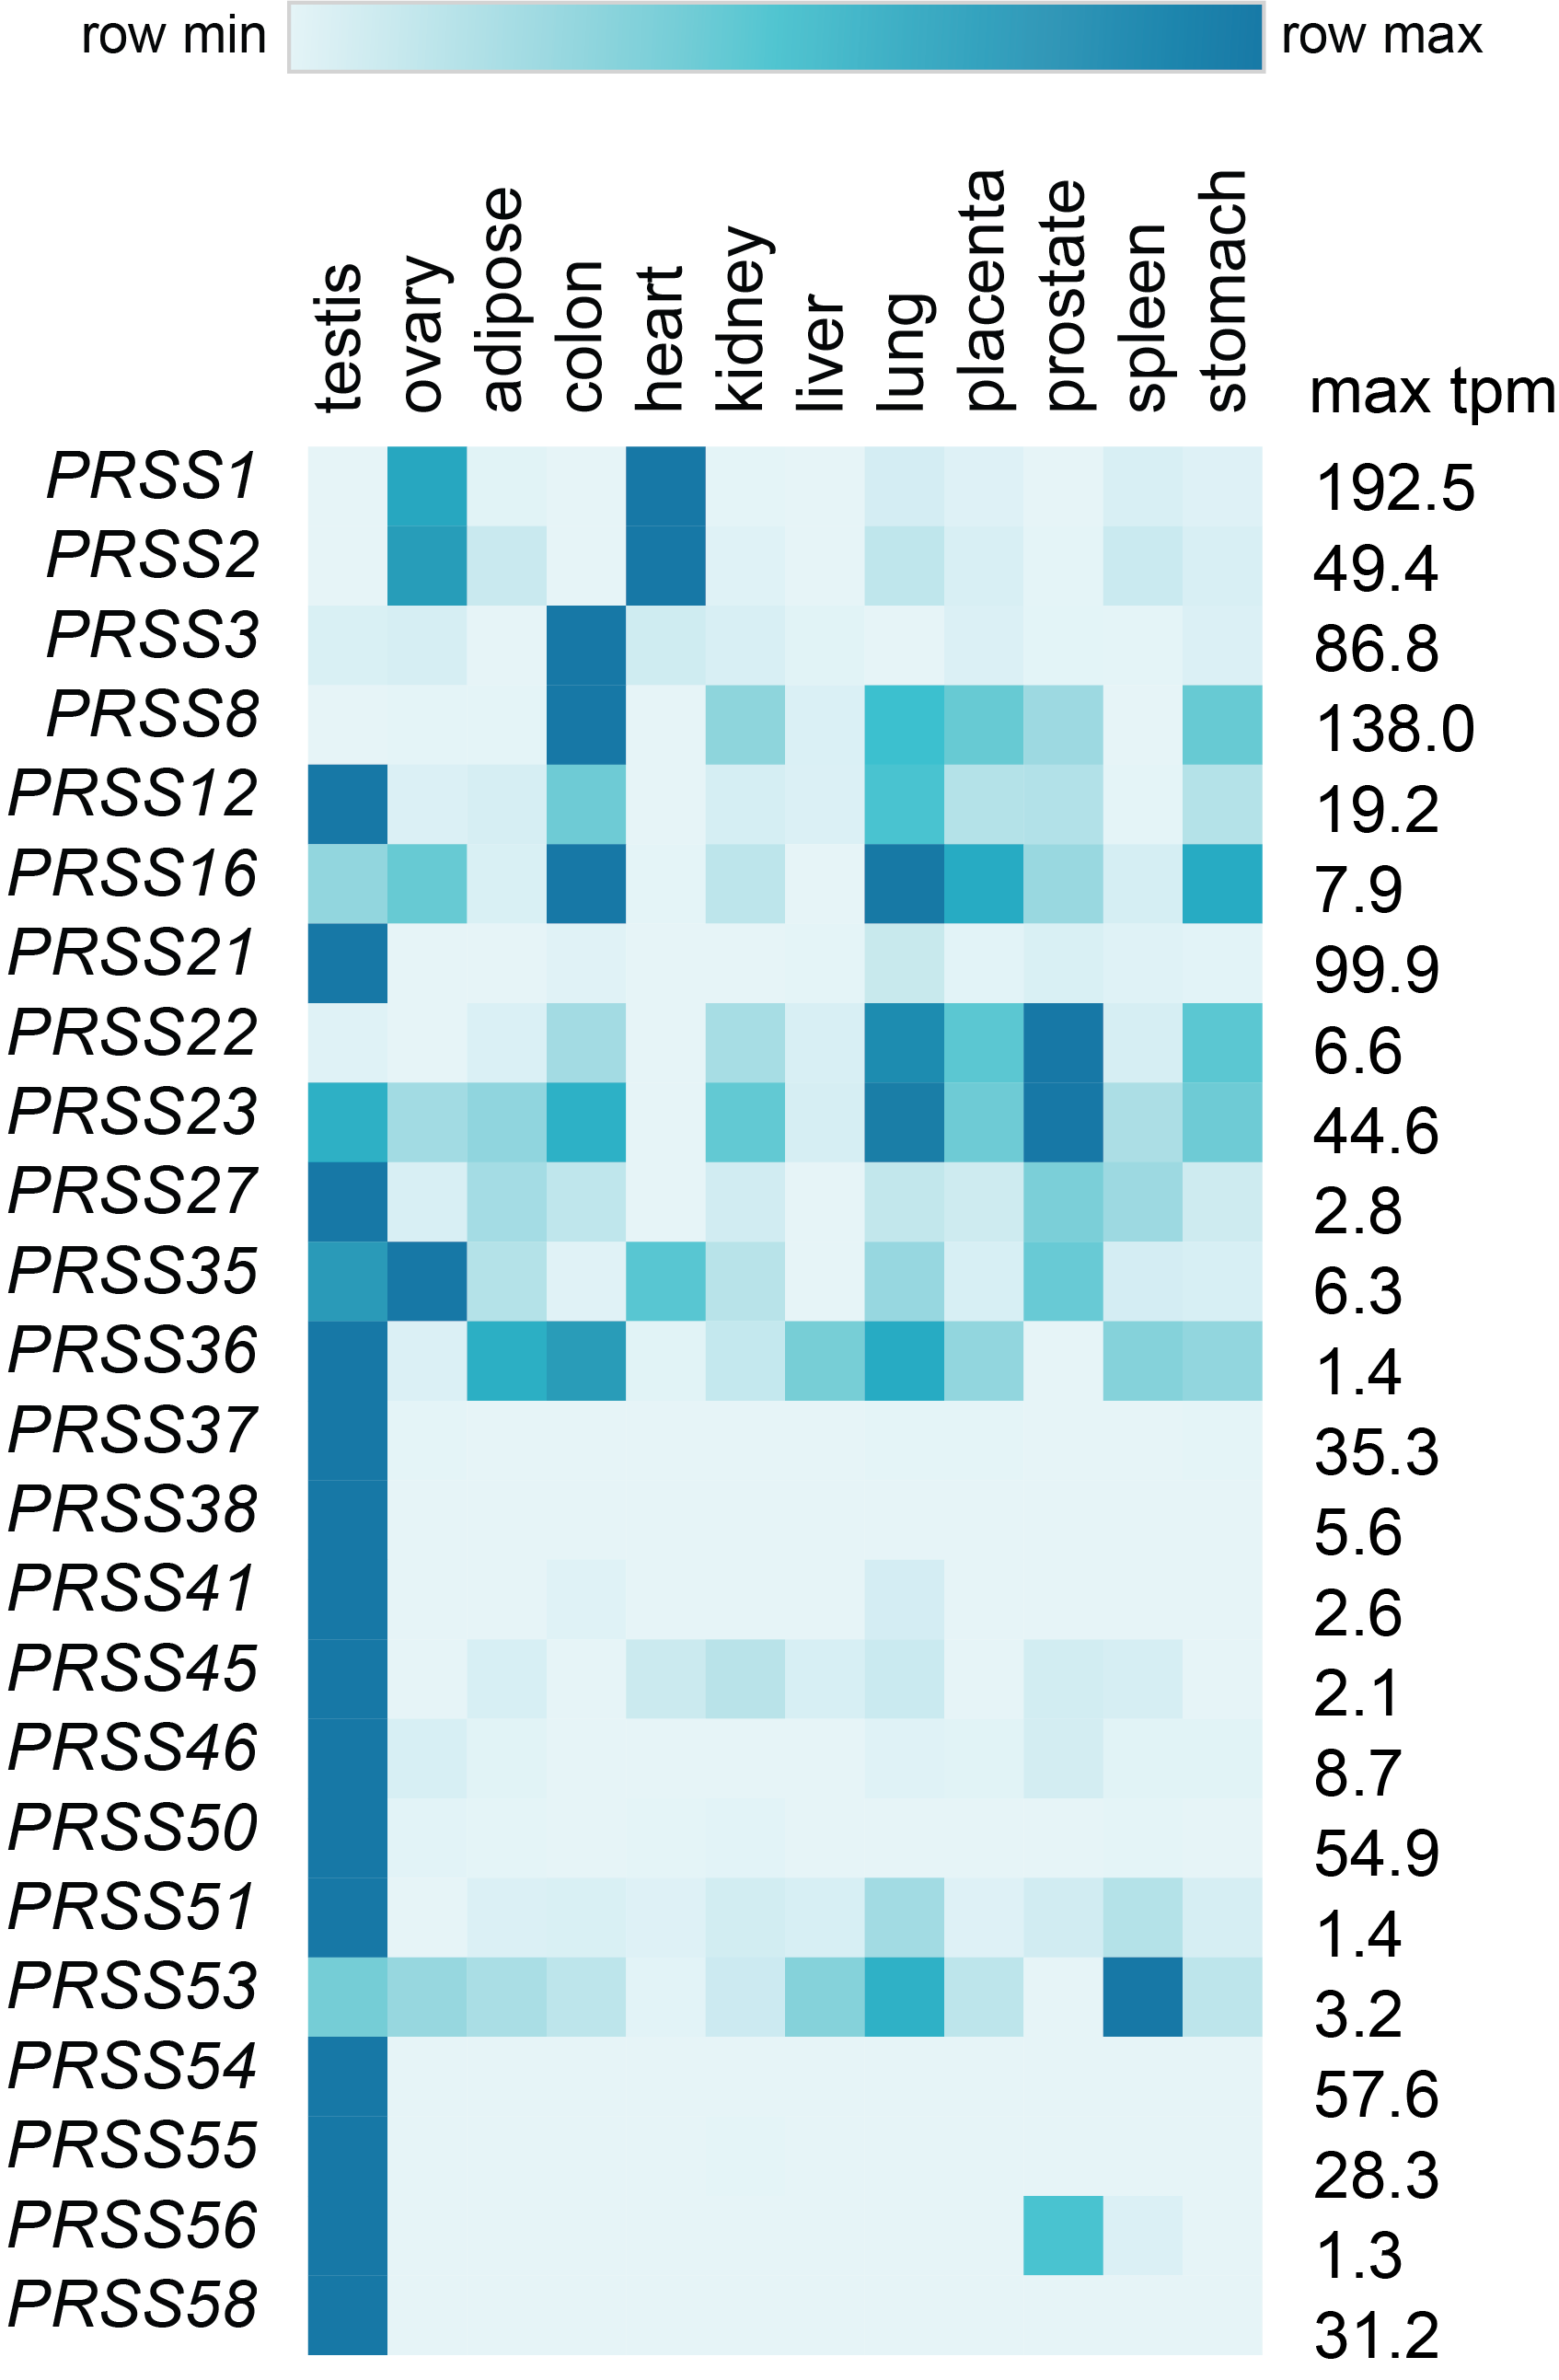 row min row max
testis ovary adipose colon heart kidney liver lung placenta prostate spleen stomach max tpm
PRSS1 192.5
PRSS2 49.4
PRSS3 86.8
PRSS8 138.0
PRSS12 19.2
PRSS16 7.9
PRSS21 99.9
PRSS22 6.6
PRSS23 44.6
PRSS27 2.8
PRSS35 6.3
PRSS36 1.4
PRSS37 35.3
PRSS38 5.6
PRSS41 2.6
PRSS45 2.1
PRSS46 8.7
PRSS50 54.9
PRSS51 1.4
PRSS53 3.2
PRSS54 57.6
PRSS55 28.3
PRSS56 1.3
PRSS58 31.2